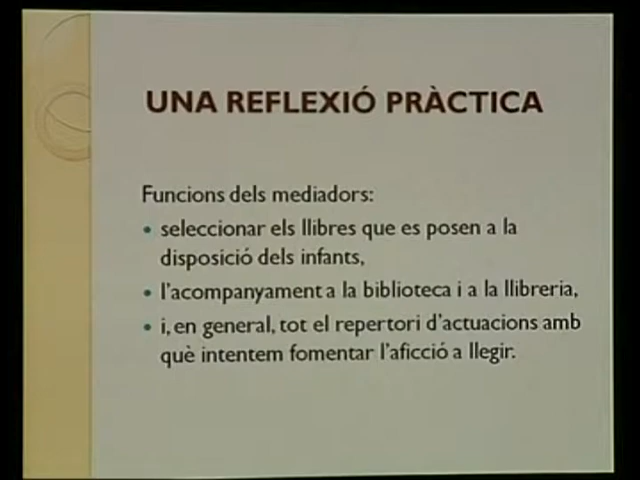 UNA REFLEXIÓ PRÀCTICA
Funcions dels mediadors:
• seleccionar els llibres que es posen a la
disposició dels infants,
• l'acompanyament a la biblioteca i a la llibreria,
• i, en general, tot el repertori d'actuacions amb
què intentem fomentar l'aficció a llegir.